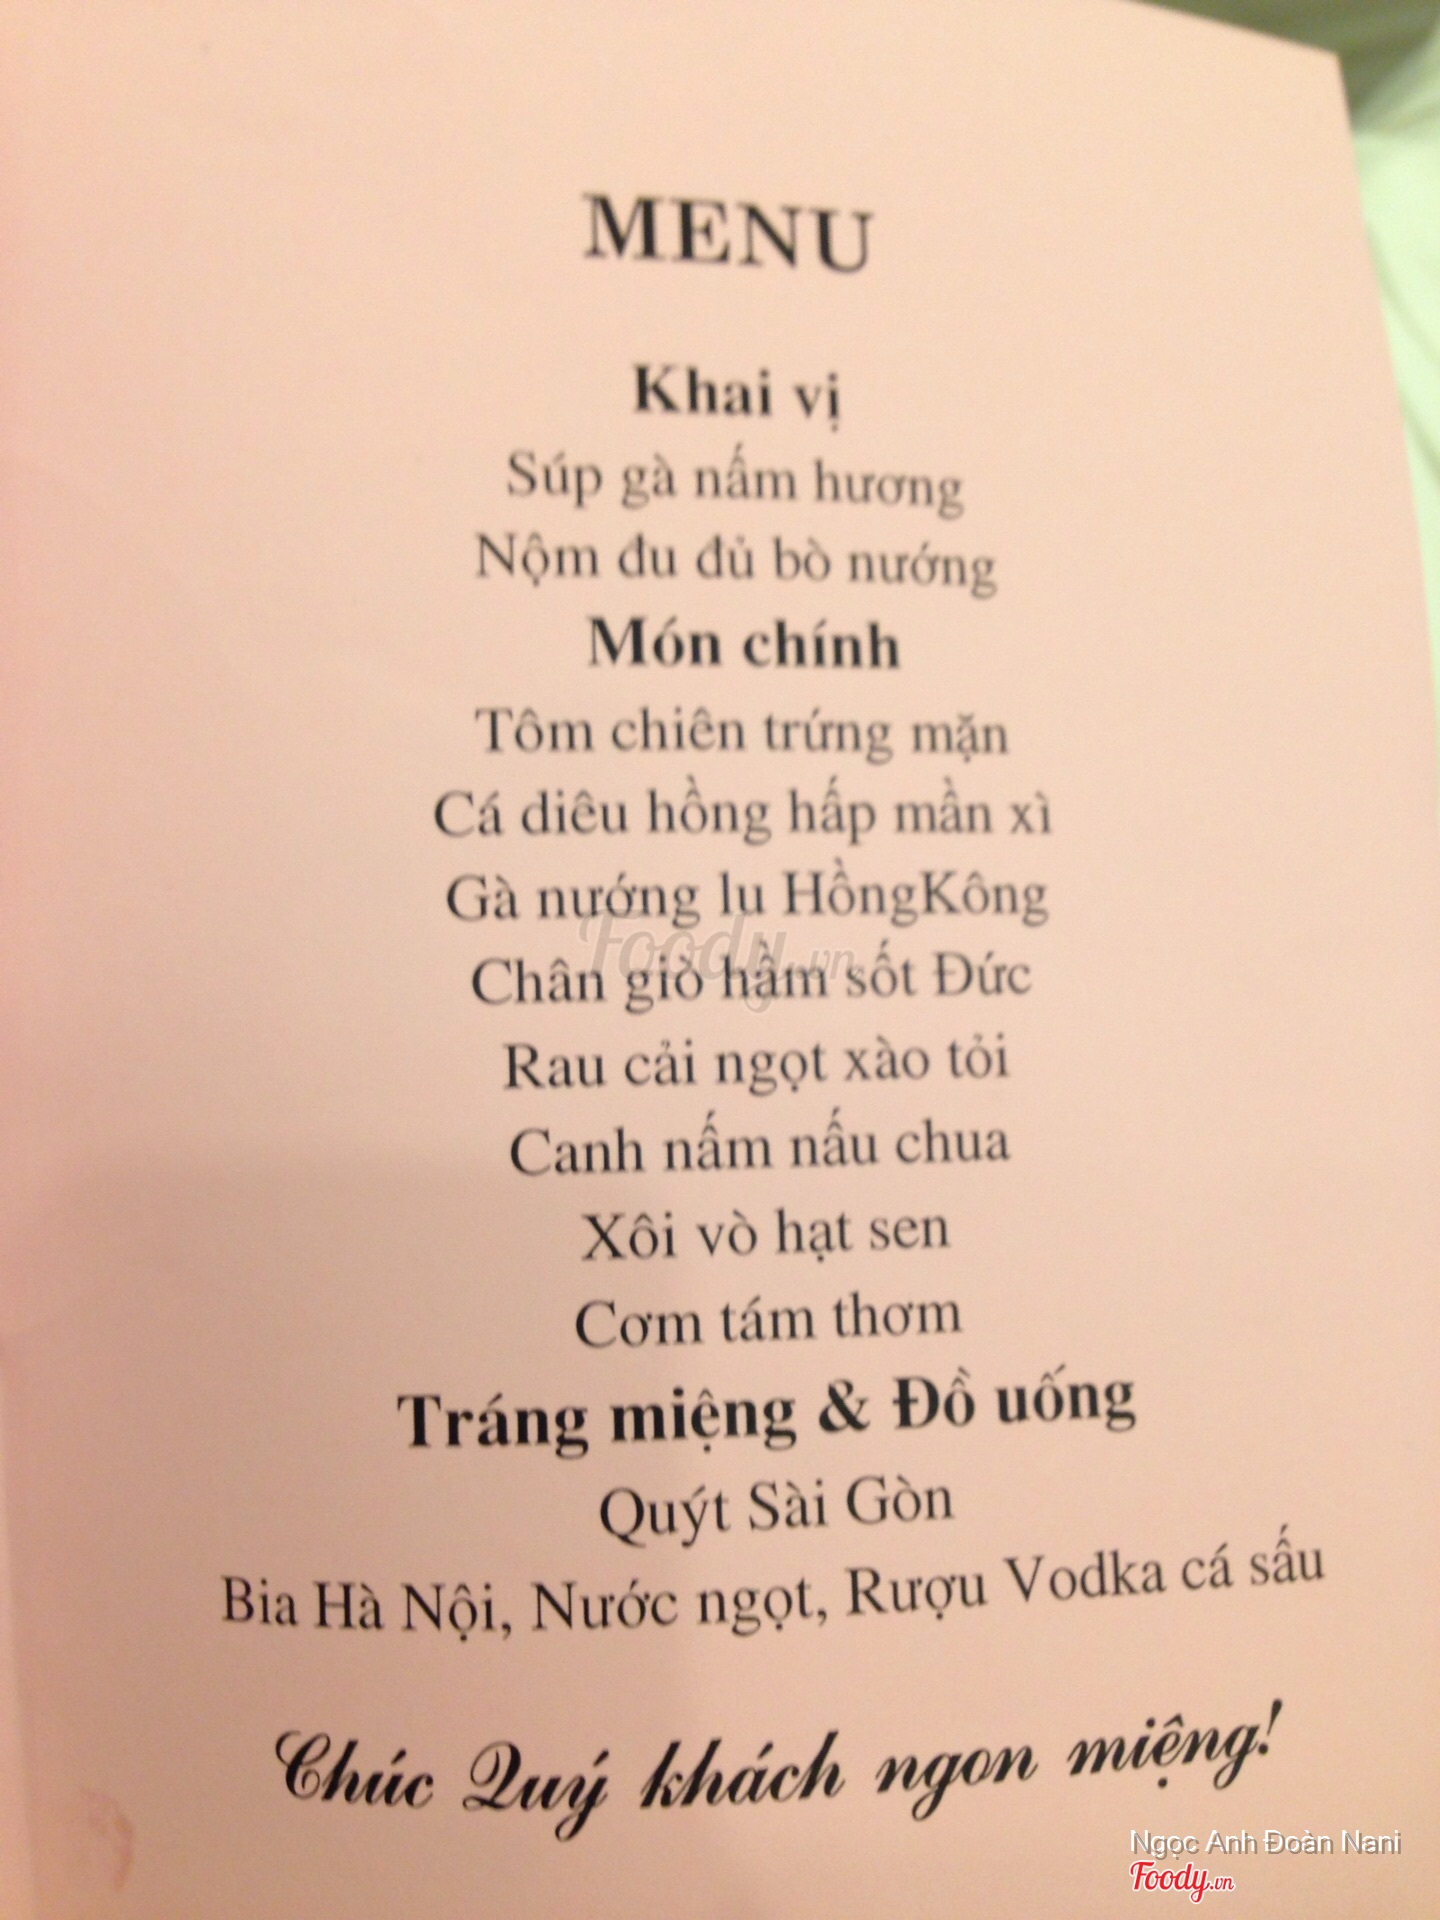 MENU
Khai vị
Súp gà nấm hương
Nộm đu đủ bò nướng
Món chính
Tôm chiên trứng mặn
Cá diêu hồng hấp mần xì
Gà nướng lu HồngKông
Foody.vn
Chân giò hầm sốt Đức
Rau cải ngọt xào tỏi
Canh nấm nấu chua
Xôi vò hạt sen
Cơm tám thơm
Tráng miệng & Đồ uống
Quýt Sài Gòn
Bia Hà Nội, Nước ngọt, Rượu Vodka cá sấu
Chúc Quý khách ngon miệng!
Ngọc Anh Đoàn Nani
Foody.vn